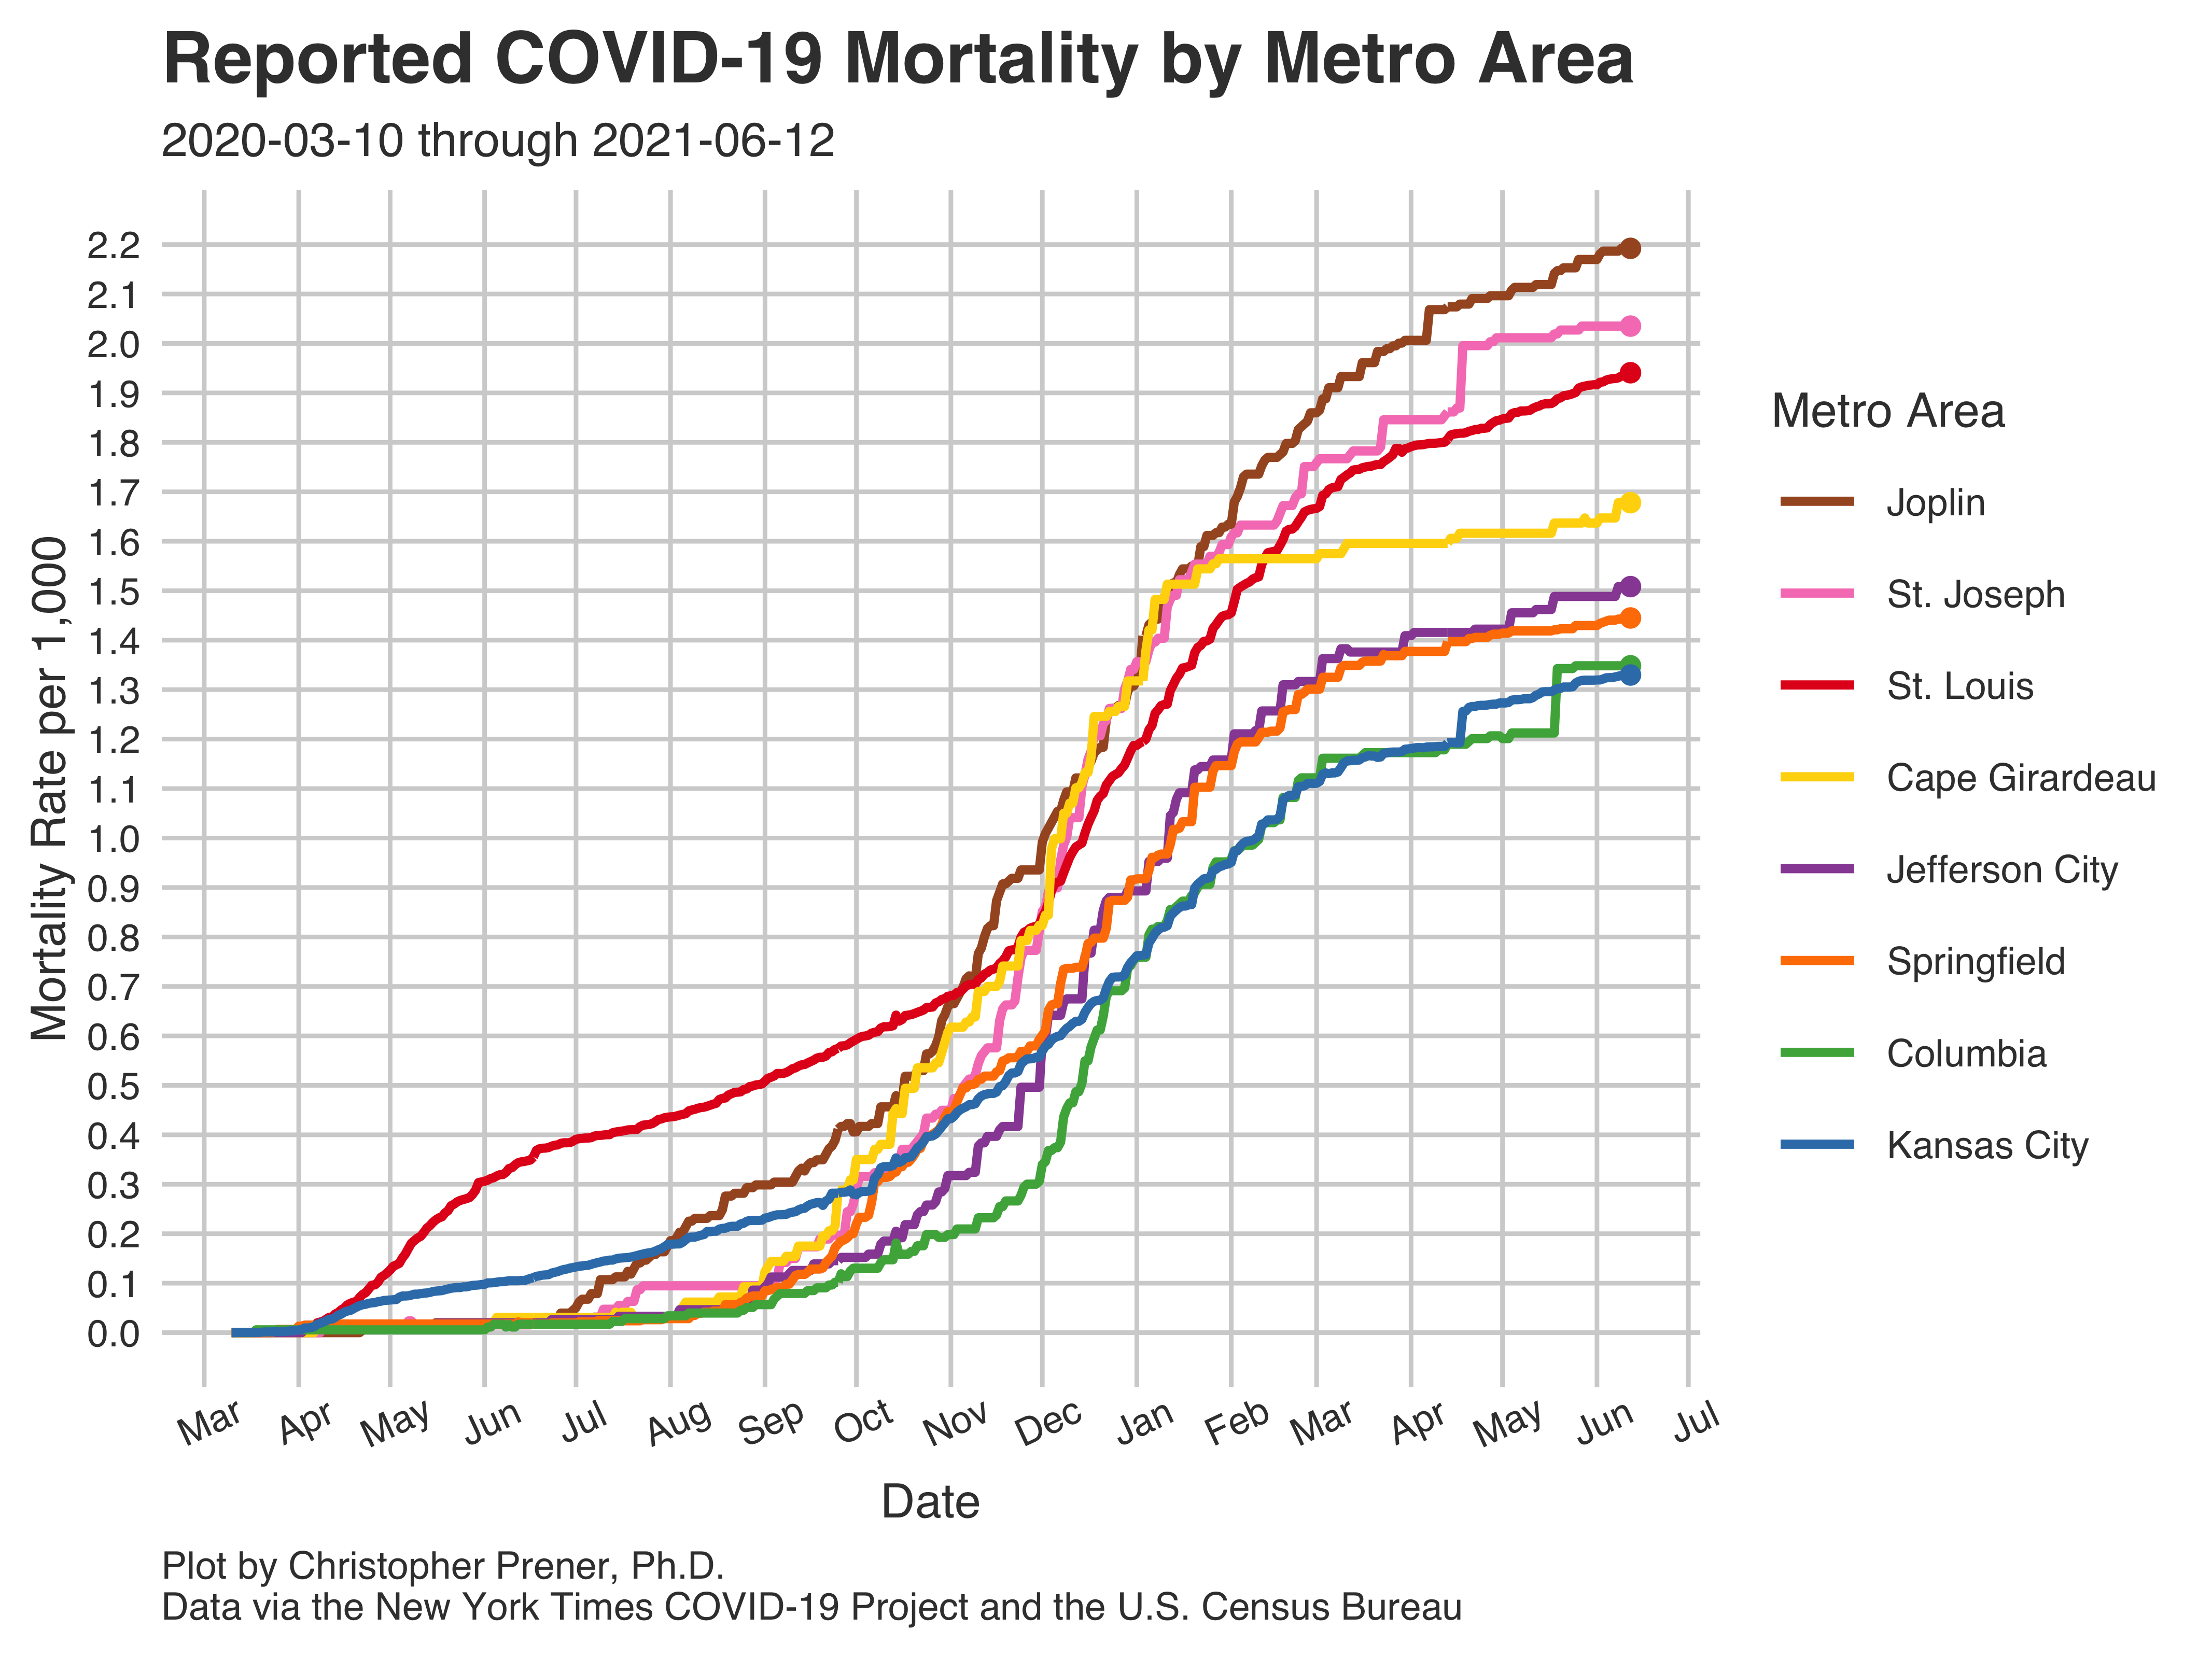 Reported COVID-19 Mortality by Metro Area
2020-03-10 through 2021-06-12
Mortality Rate per 1,000
2.2
2.1
2.0
1.9
1.8
1.7
1.6
1.5
1.4
1.3
1.2
1.1
1.0
0.9
0.8
0.7
0.6
0.5
0.4
0.3
0.2
0.1
0.0
Mar Apr May Jun Jul Aug Sep Oct Nov Dec Jan Feb Mar Apr May Jun Jul
Date
Metro Area
Joplin
St. Joseph
St. Louis
Cape Girardeau
Jefferson City
Springfield
Columbia
Kansas City
Plot by Christopher Prener, Ph.D.
Data via the New York Times COVID-19 Project and the U.S. Census Bureau